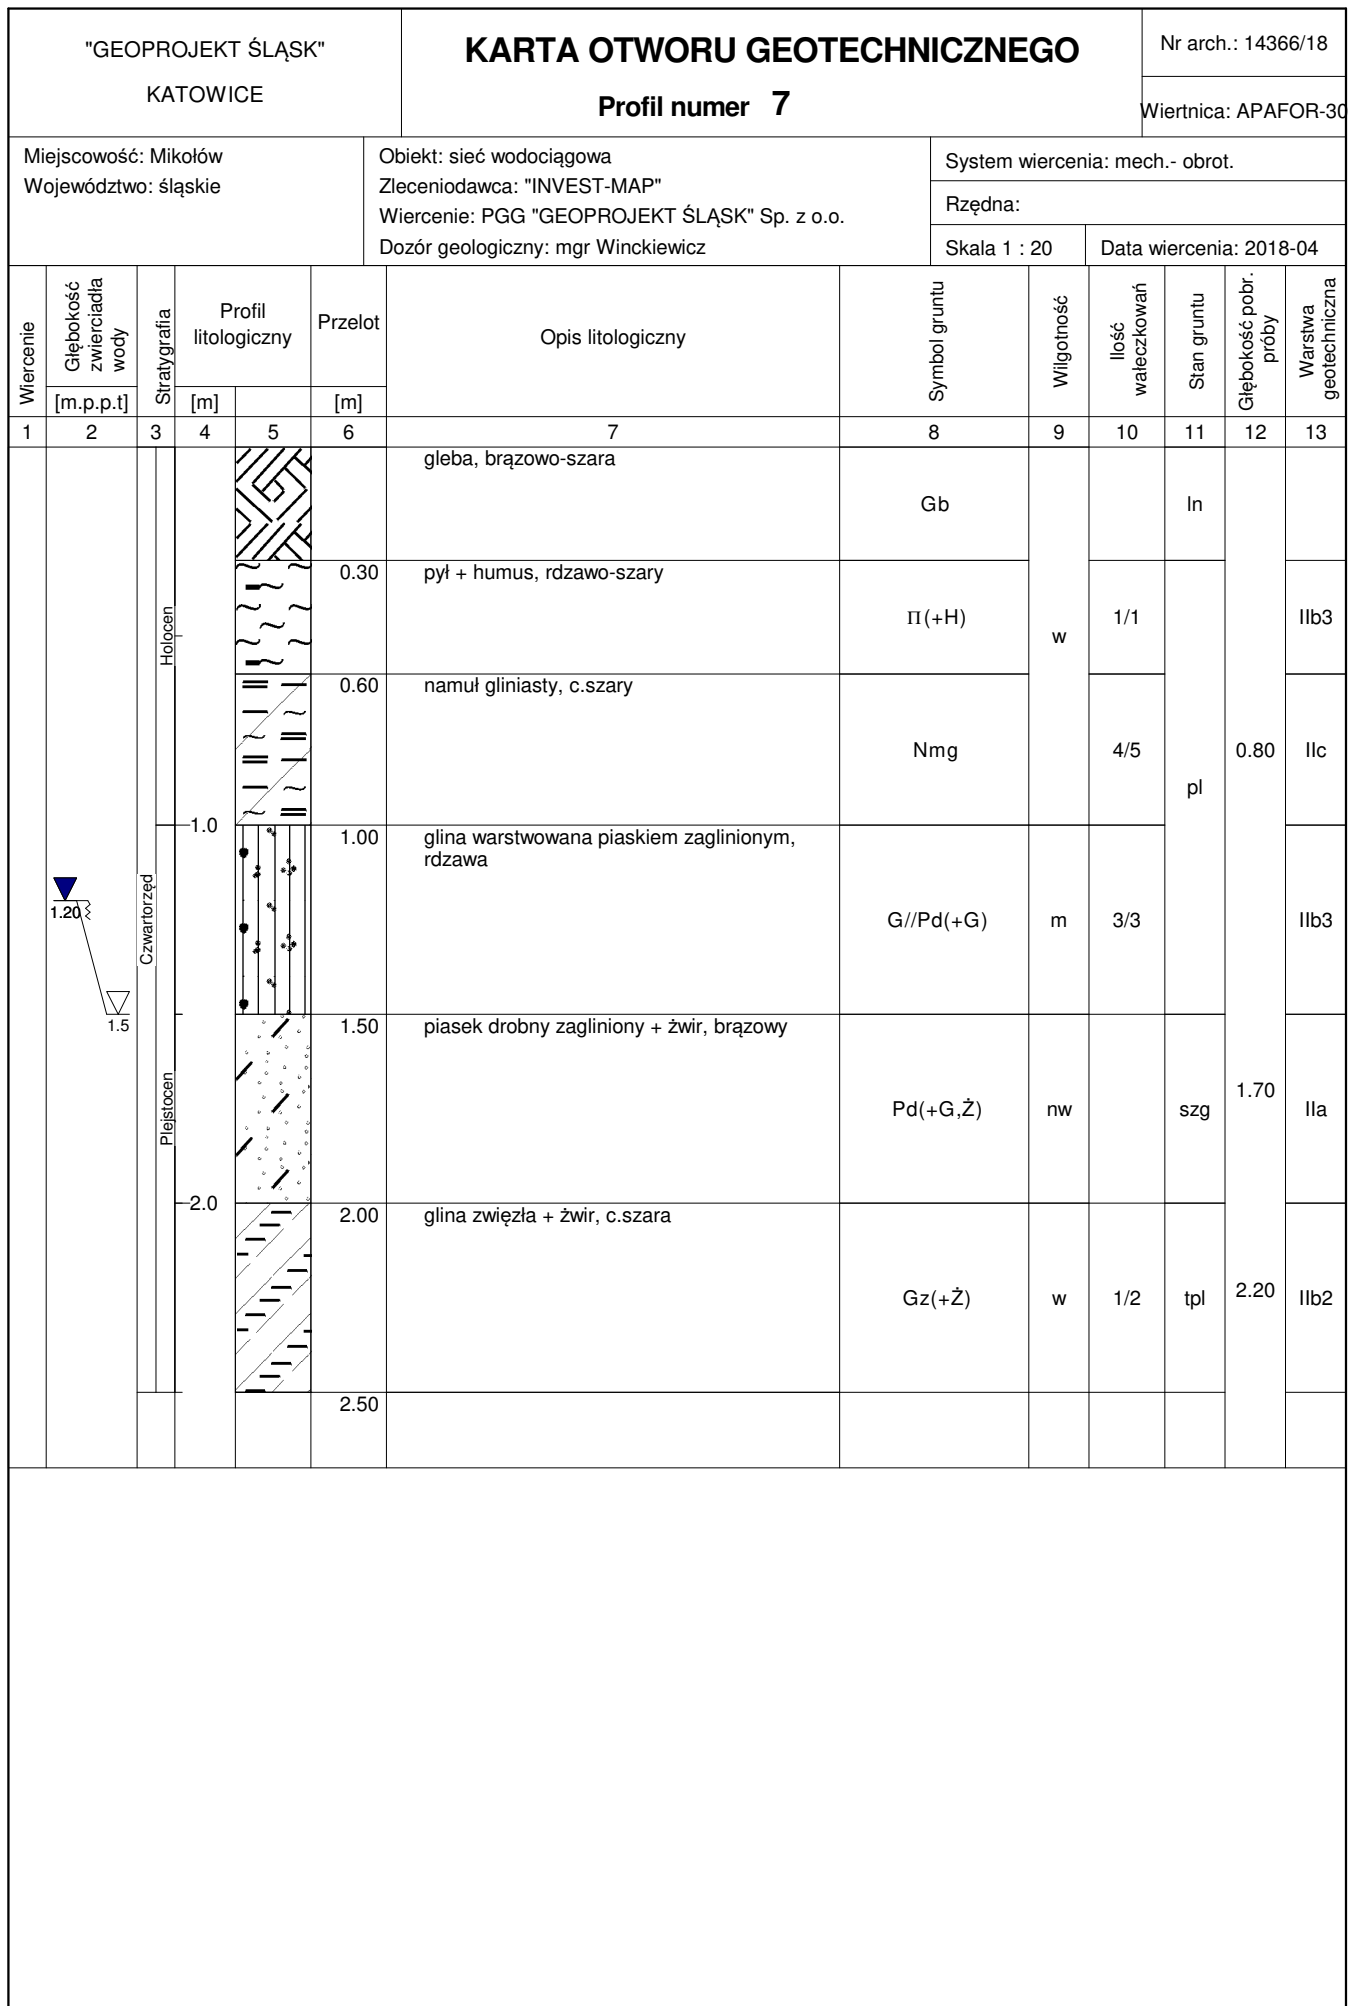 "GEOPROJEKT ŚLĄSK"
KATOWICE
KARTA OTWORU GEOTECHNICZNEGO
Profil numer 7
Nr arch.: 14366/18
Wiertnica: APAFOR-30
Miejscowość: Mikołów
Województwo: śląskie
Obiekt: sieć wodociągowa
Zleceniodawca: "INVEST-MAP"
Wiercenie: PGG "GEOPROJEKT ŚLĄSK" Sp. z o.o.
Dozór geologiczny: mgr Winckiewicz
System wiercenia: mech.- obrot.
Rzędna:
Skala 1 : 20
Data wiercenia: 2018-04
Wiercenie
Głębokość
zwierciadła
wody
[m.p.p.t]
Stratygrafia
Profil
litologiczny
[m]
Przelot
[m]
Opis litologiczny
Symbol gruntu
Wilgotność
Ilość
wałeczkowań
Stan gruntu
Głębokość pobr.
próby
Warstwa
geotechniczna
1 2 3 4 5 6 7 8 9 10 11 12 13
gleba, brązowo-szara
Gb
ln
0.30 pył + humus, rdzawo-szary
Π(+H)
w
1/1
IIb3
Holocen
0.60 namuł gliniasty, c.szary
Nmg
4/5
pl
0.80
IIc
1.0
1.00 glina warstwowana piaskiem zaglinionym,
rdzawa
G//Pd(+G)
m
3/3
IIb3
1.20
Czwartorzęd
1.5
1.50 piasek drobny zagliniony + żwir, brązowy
Pd(+G,Ż)
nw
szg
1.70
IIa
Plejstocen
2.0
2.00 glina zwięzła + żwir, c.szara
Gz(+Ż)
w
1/2
tpl
2.20
IIb2
2.50